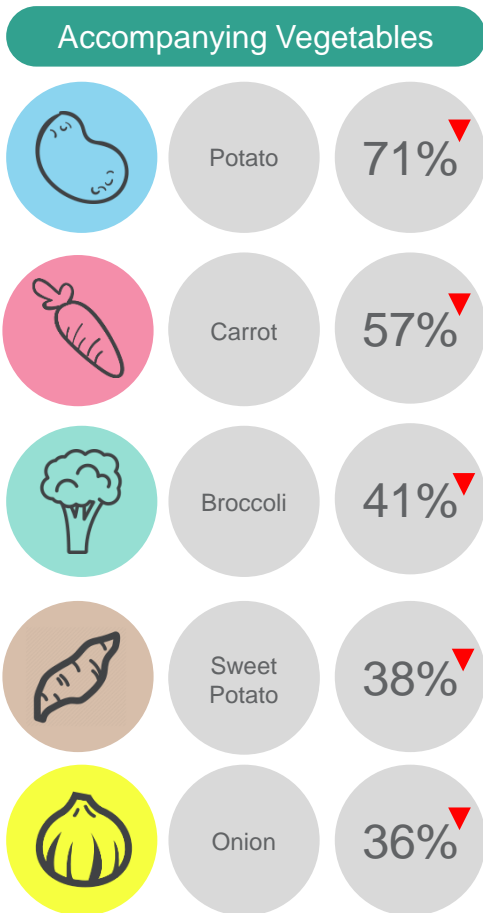 Accompanying Vegetables
Potato
71%
Carrot
57%
Broccoli
41%
Sweet
Potato
38%
Onion
36%